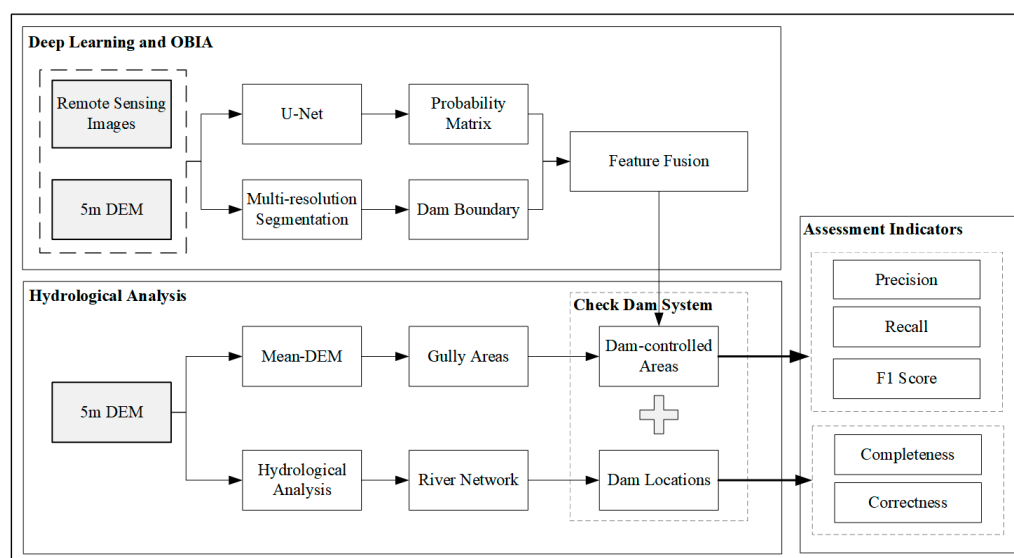 Deep Learning and OBIA
Remote Sensing
Images
5m DEM
U-Net
Probability
Matrix
Multi-resolution
Segmentation
Dam Boundary
Feature Fusion
Hydrological Analysis
5m DEM
Mean-DEM
Gully Areas
Hydrological
Analysis
River Network
Check Dam System
Dam-controlled
Areas
Dam Locations
Assessment Indicators
Precision
Recall
F1 Score
Completeness
Correctness